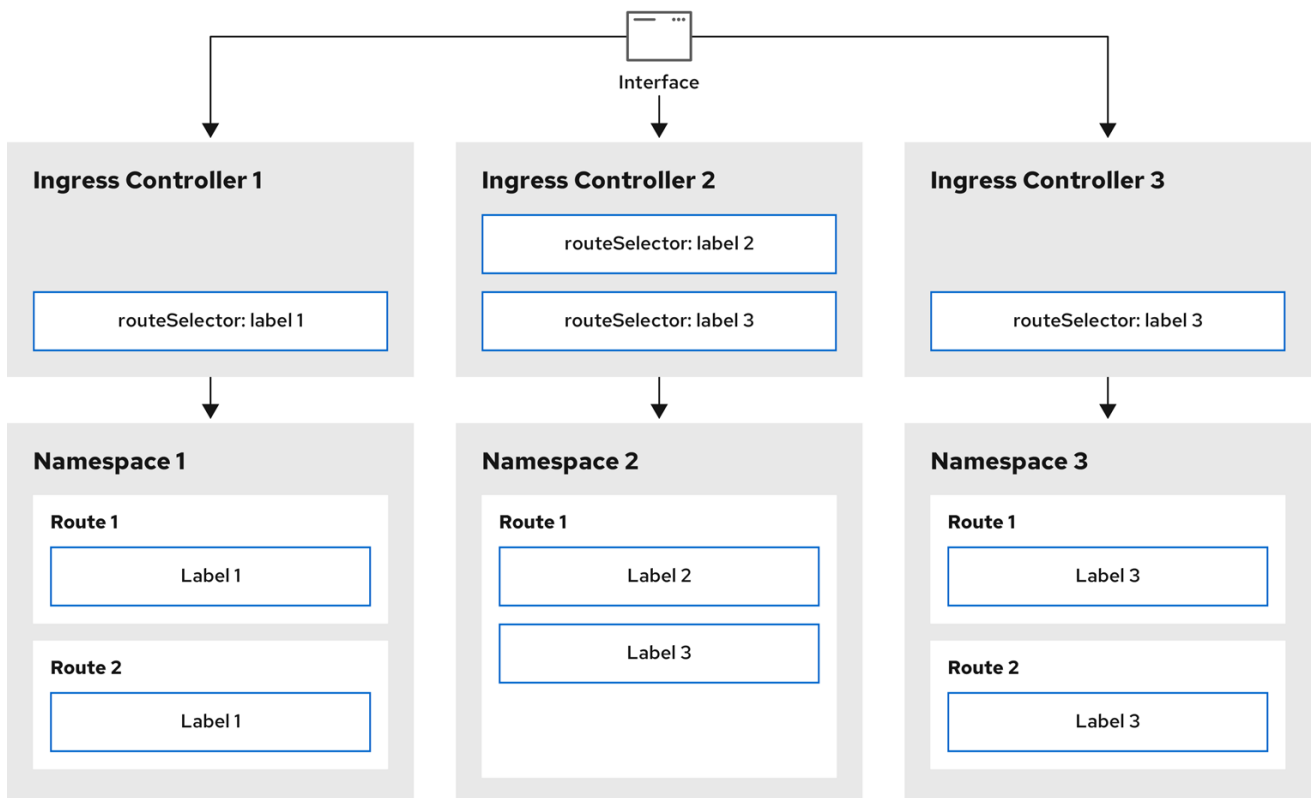 Interface
Ingress Controller 1
routeSelector: label 1
Ingress Controller 2
routeSelector: label 2
routeSelector: label 3
Ingress Controller 3
routeSelector: label 3
Namespace 1
Route 1
Label 1
Route 2
Label 1
Namespace 2
Route 1
Label 2
Label 3
Namespace 3
Route 1
Label 3
Route 2
Label 3